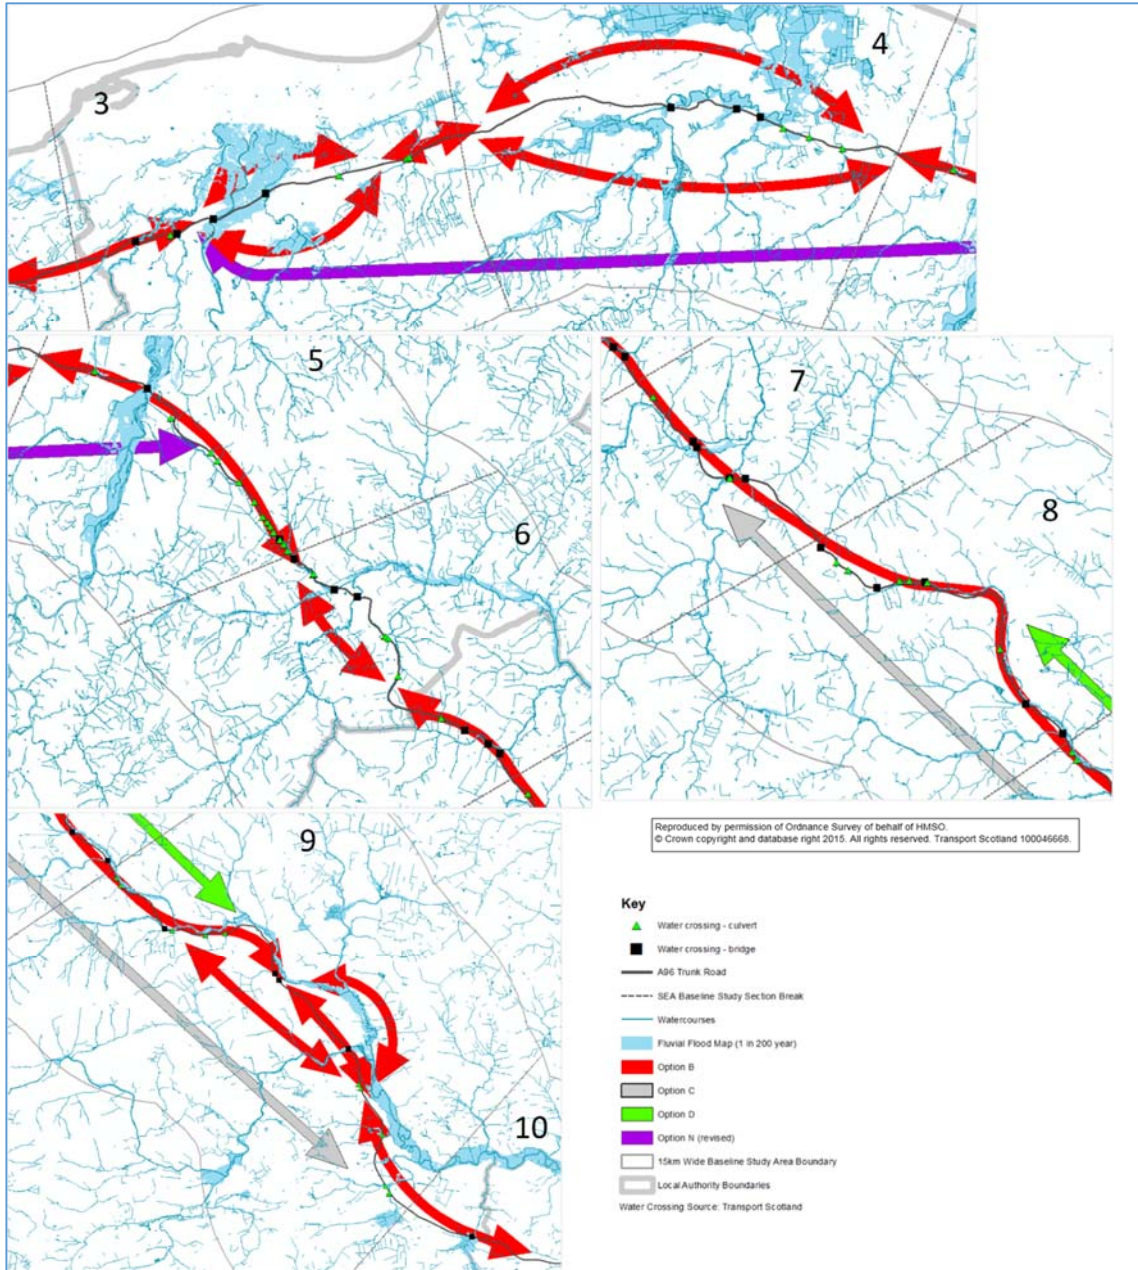 3
4
5
6
7
8
9
10
Reproduced by permission of Ordnance Survey of behalf of HMSO.
© Crown copyright and database right 2015. All rights reserved. Transport Scotland 100046668.
Key
Water crossing - culvert
Water crossing - bridge
A96 Trunk Road
SEA Baseline Study Section Break
Watercourses
Fluvial Flood Map (1 in 200 year)
Option B
Option C
Option D
Option N (revised)
15km Wide Baseline Study Area Boundary
Local Authority Boundaries
Water Crossing Source: Transport Scotland